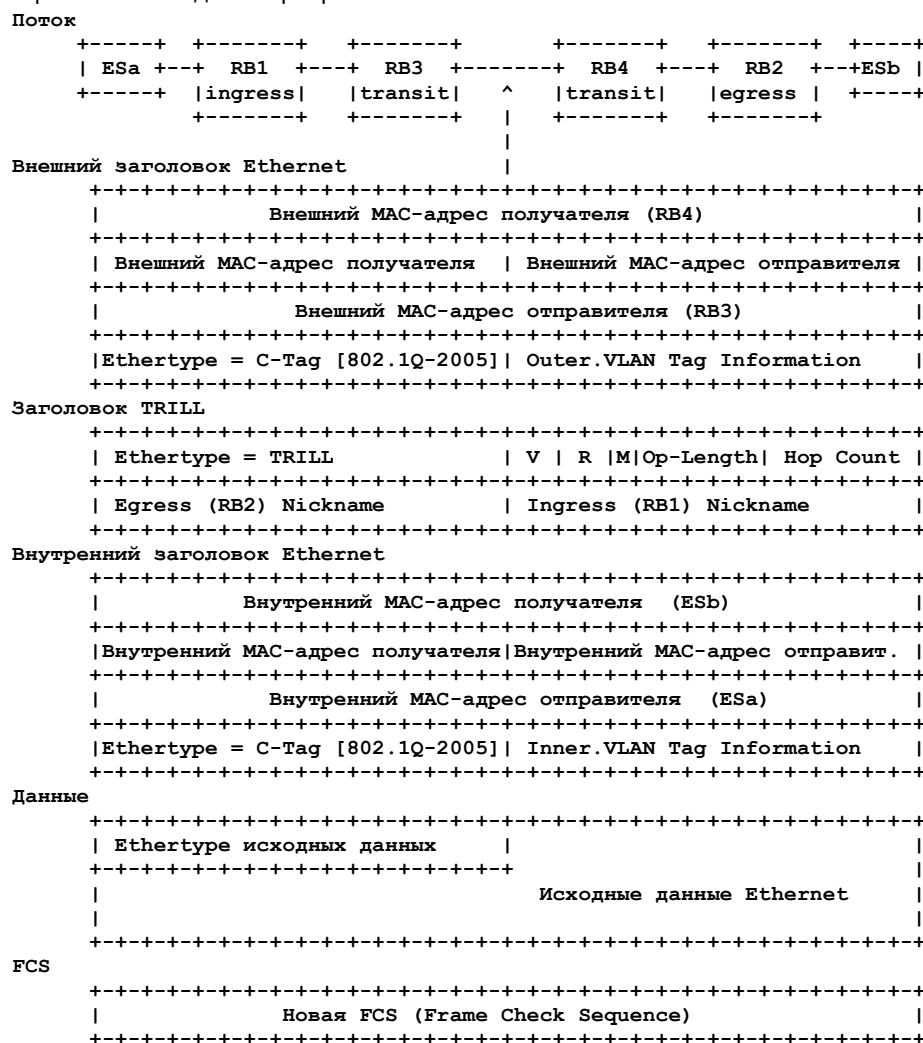 Поток
+-----+ +-------+ +-------+ +-------+ +-------+ +----+
| ESa +--+ RB1 +---+ RB3 +-------+ RB4 +---+ RB2 +--+ESb |
+-----+ |ingress| |transit| ^ |transit| |egress | +----+
+-------+ +-------+ | +-------+ +-------+
|
Внешний заголовок Ethernet |
+-+-+-+-+-+-+-+-+-+-+-+-+-+-+-+-+-+-+-+-+-+-+-+-+-+-+-+-+-+-+-+-+
| Внешний MAC-адрес получателя (RB4) |
+-+-+-+-+-+-+-+-+-+-+-+-+-+-+-+-+-+-+-+-+-+-+-+-+-+-+-+-+-+-+-+-+
| Внешний MAC-адрес получателя | Внешний MAC-адрес отправителя |
+-+-+-+-+-+-+-+-+-+-+-+-+-+-+-+-+-+-+-+-+-+-+-+-+-+-+-+-+-+-+-+-+
| Внешний MAC-адрес отправителя (RB3) |
+-+-+-+-+-+-+-+-+-+-+-+-+-+-+-+-+-+-+-+-+-+-+-+-+-+-+-+-+-+-+-+-+
|Ethertype = C-Tag [802.1Q-2005]| Outer.VLAN Tag Information |
+-+-+-+-+-+-+-+-+-+-+-+-+-+-+-+-+-+-+-+-+-+-+-+-+-+-+-+-+-+-+-+-+
Заголовок TRILL
+-+-+-+-+-+-+-+-+-+-+-+-+-+-+-+-+-+-+-+-+-+-+-+-+-+-+-+-+-+-+-+-+
| Ethertype = TRILL | V | R |M|Op-Length| Hop Count |
+-+-+-+-+-+-+-+-+-+-+-+-+-+-+-+-+-+-+-+-+-+-+-+-+-+-+-+-+-+-+-+-+
| Egress (RB2) Nickname | Ingress (RB1) Nickname |
+-+-+-+-+-+-+-+-+-+-+-+-+-+-+-+-+-+-+-+-+-+-+-+-+-+-+-+-+-+-+-+-+
Внутренний заголовок Ethernet
+-+-+-+-+-+-+-+-+-+-+-+-+-+-+-+-+-+-+-+-+-+-+-+-+-+-+-+-+-+-+-+-+
| Внутренний MAC-адрес получателя (ESb) |
+-+-+-+-+-+-+-+-+-+-+-+-+-+-+-+-+-+-+-+-+-+-+-+-+-+-+-+-+-+-+-+-+
|Внутренний MAC-адрес получателя|Внутренний MAC-адрес отправит. |
+-+-+-+-+-+-+-+-+-+-+-+-+-+-+-+-+-+-+-+-+-+-+-+-+-+-+-+-+-+-+-+-+
| Внутренний MAC-адрес отправителя (ESa) |
+-+-+-+-+-+-+-+-+-+-+-+-+-+-+-+-+-+-+-+-+-+-+-+-+-+-+-+-+-+-+-+-+
|Ethertype = C-Tag [802.1Q-2005]| Inner.VLAN Tag Information |
+-+-+-+-+-+-+-+-+-+-+-+-+-+-+-+-+-+-+-+-+-+-+-+-+-+-+-+-+-+-+-+-+
Данные
+-+-+-+-+-+-+-+-+-+-+-+-+-+-+-+-+-+-+-+-+-+-+-+-+-+-+-+-+-+-+-+-+
| Ethertype исходных данных | |
+-+-+-+-+-+-+-+-+-+-+-+-+-+-+-+-+ |
| Исходные данные Ethernet |
| |
+-+-+-+-+-+-+-+-+-+-+-+-+-+-+-+-+-+-+-+-+-+-+-+-+-+-+-+-+-+-+-+-+
FCS
+-+-+-+-+-+-+-+-+-+-+-+-+-+-+-+-+-+-+-+-+-+-+-+-+-+-+-+-+-+-+-+-+
| Новая FCS (Frame Check Sequence) |
+-+-+-+-+-+-+-+-+-+-+-+-+-+-+-+-+-+-+-+-+-+-+-+-+-+-+-+-+-+-+-+-+